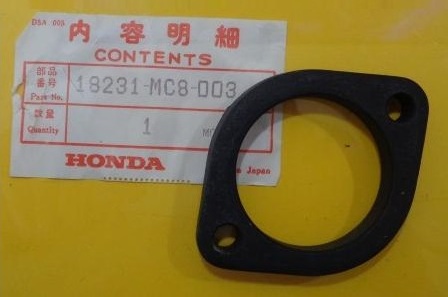 DSA 005
内容明細
CONTENTS
部品番号
Parts No. 18231-MC8-003
数量
Quantity 1
HONDA
Japan